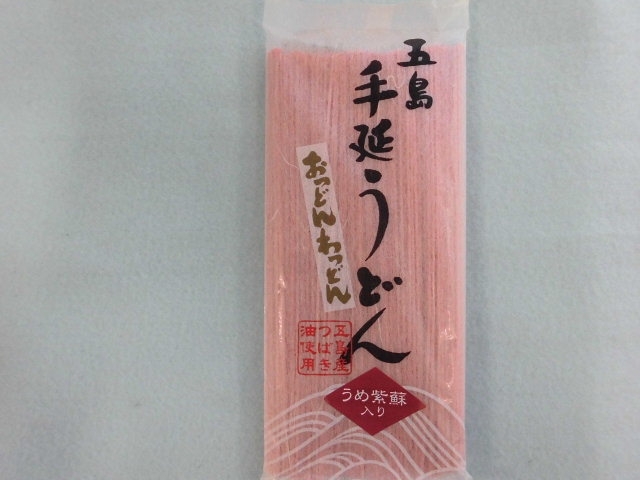 五島
手延うどん
おっどんわっどん
五島産
つばき
油使用
うめ紫蘇
入り